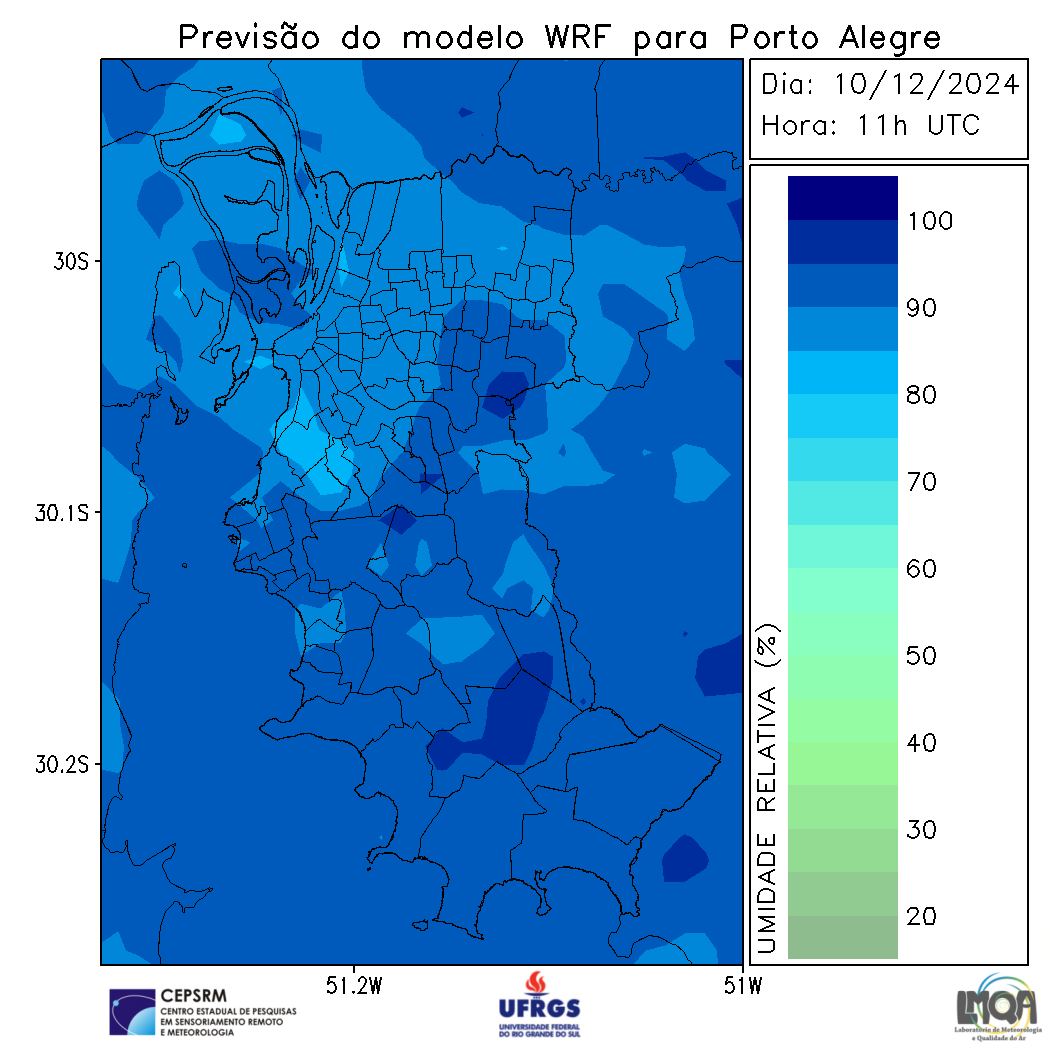 Previsão do modelo WRF para Porto Alegre
Dia: 10/12/2024
Hora: 11h UTC
30S
30.1S
30.2S
51.2W
51W
UMIDADE RELATIVA (%)
100
90
80
70
60
50
40
30
20
CEPSRM
CENTRO ESTADUAL DE PESQUISAS
EM SENSORIAMENTO REMOTO
E METEOROLOGIA
UFRGS
UNIVERSIDADE FEDERAL
DO RIO GRANDE DO SUL
LMQA
Laboratório de Meteorologia
e Qualidade do Ar